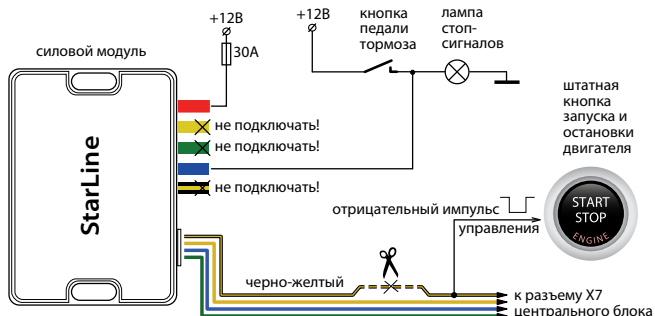 +12В
30А
силовой модуль
StarLine
не подключать!
не подключать!
не подключать!
+12В
кнопка
педали
тормоза
лампа
стоп-
сигналов
штатная
кнопка
запуска и
остановки
двигателя
START
STOP
ENGINE
отрицательный импульс
управления
черно-желтый
к разъему Х7
центрального блока